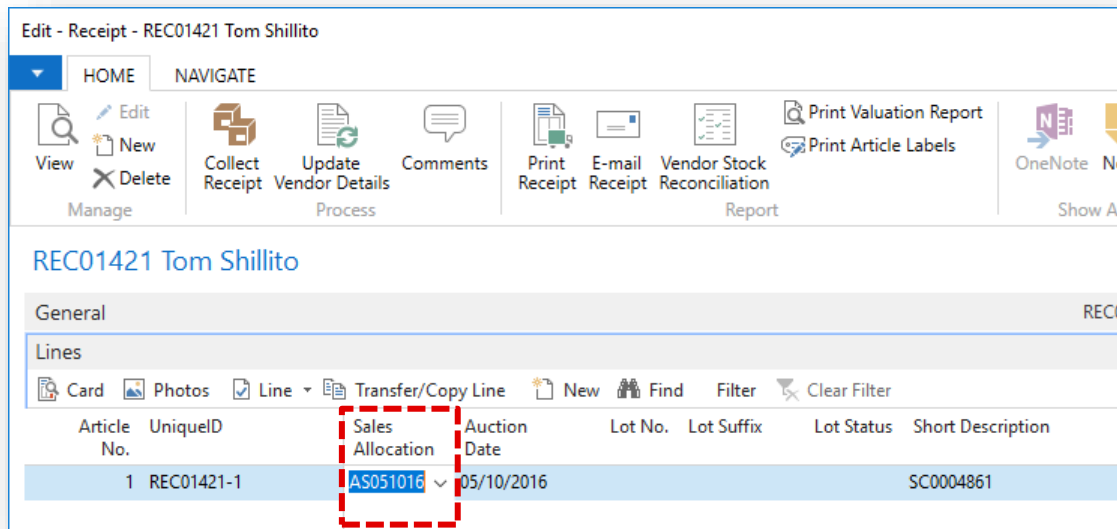 Edit - Receipt - REC01421 Tom Shillito
HOME NAVIGATE
View
Edit
New
Delete
Manage
Collect Receipt
Update Vendor Details
Comments
Process
Print Receipt
E-mail Receipt
Vendor Stock Reconciliation
Print Valuation Report
Print Article Labels
Report
OneNote
Show
REC01421 Tom Shillito
General
Lines
Card Photos Line Transfer/Copy Line New Find Filter Clear Filter
Article No. UniqueID Sales Allocation Auction Date Lot No. Lot Suffix Lot Status Short Description
1 REC01421-1 AS051016 05/10/2016 SC0004861